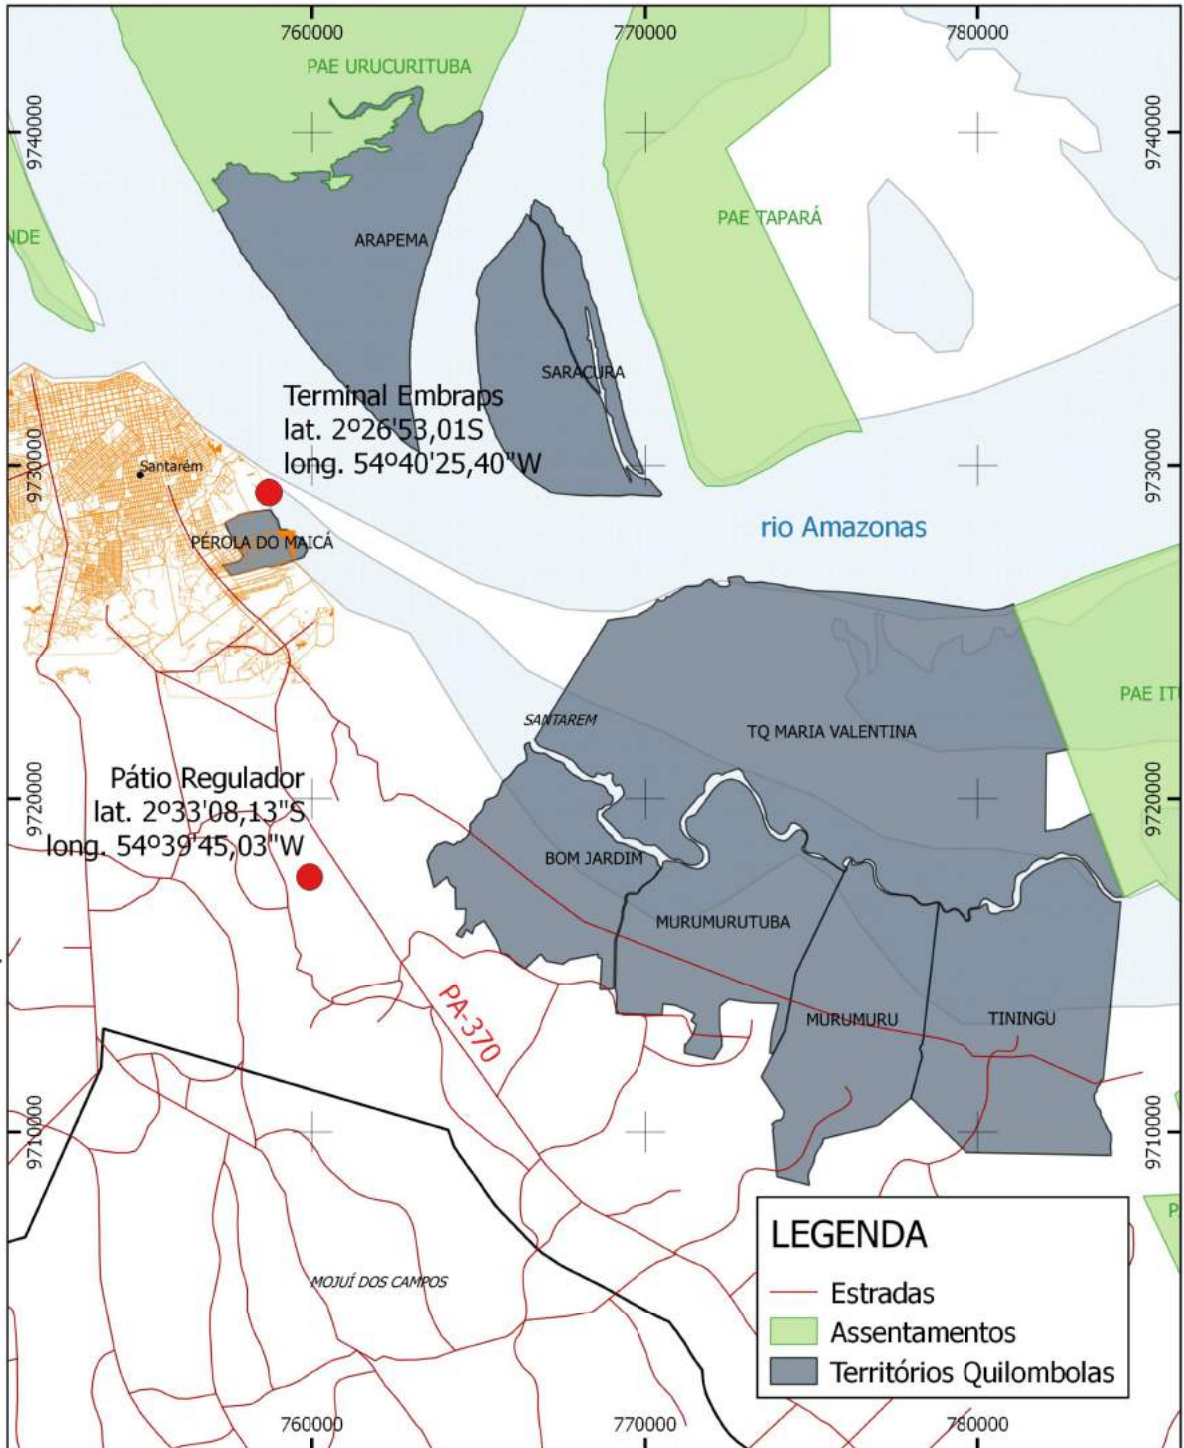 760000
770000
780000
PAE URUCURITUBA
9740000
9740000
PAE TAPARÁ
NDE
ARAPEMA
SARACURA
Terminal Embraps
lat. 2º26'53,01S
long. 54º40'25,40"W
9730000
9730000
Santarém
rio Amazonas
PÉROLA DO MAICÁ
PAE ITU
SANTAREM
TQ MARIA VALENTINA
Pátio Regulador
lat. 2º33'08,13"S
long. 54º39'45,03"W
9720000
9720000
BOM JARDIM
MURUMURUTUBA
PA-370
MURUMURU
TININGU
9710000
9710000
MOJUÍ DOS CAMPOS
LEGENDA
Estradas
Assentamentos
Territórios Quilombolas
760000
770000
780000